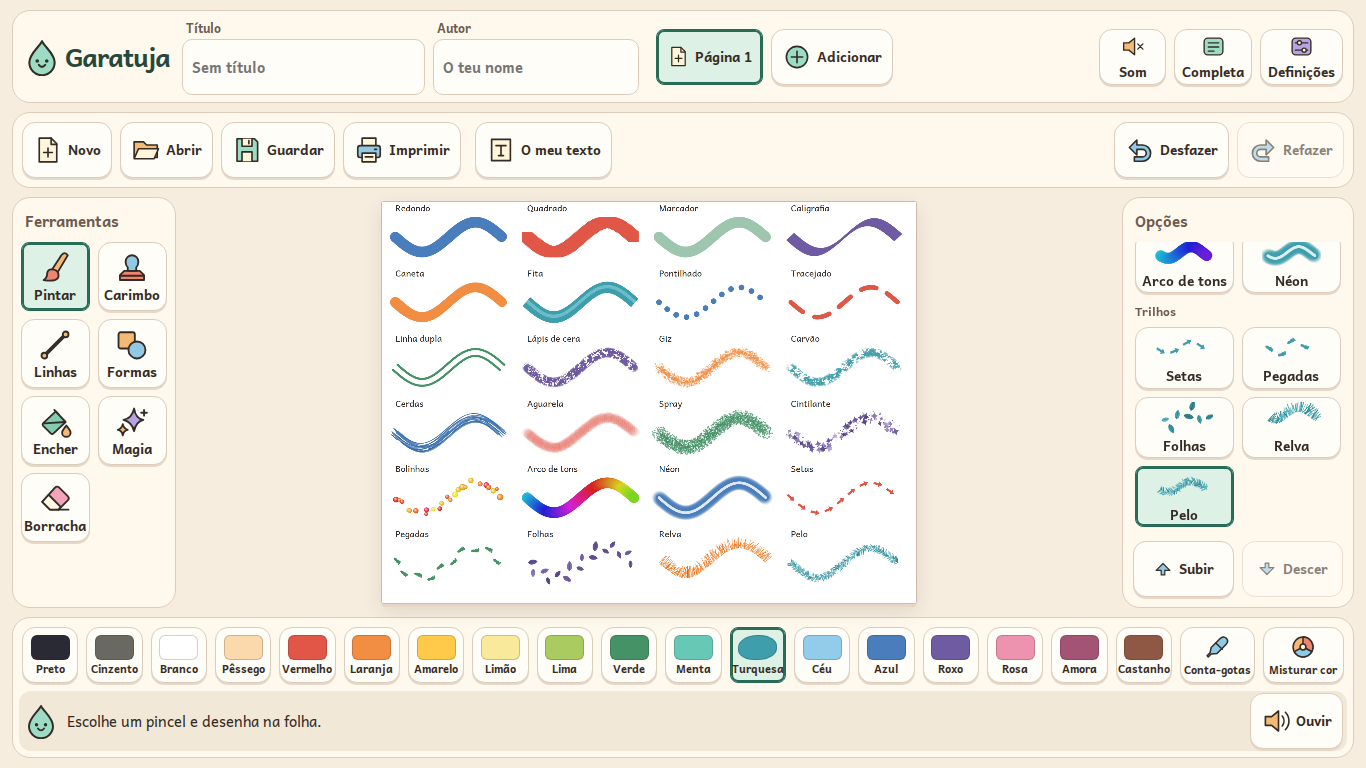 Título
Autor
Garatuja
Sem título
O teu nome
Página 1
Adicionar
Som
Completa
Definições
Novo
Abrir
Guardar
Imprimir
O meu texto
Desfazer
Refazer
Ferramentas
Pintar
Carimbo
Linhas
Formas
Encher
Magia
Borracha
Redondo
Quadrado
Marcador
Caligrafia
Caneta
Fita
Pontilhado
Tracejado
Linha dupla
Lápis de cera
Giz
Carvão
Cerdas
Aguarela
Spray
Cintilante
Bolinhas
Arco de tons
Néon
Setas
Pegadas
Folhas
Relva
Pelo
Opções
Arco de tons
Néon
Trilhos
Setas
Pegadas
Folhas
Relva
Pelo
Subir
Descer
Preto
Cinzento
Branco
Pêssego
Vermelho
Laranja
Amarelo
Limão
Lima
Verde
Menta
Turquesa
Céu
Azul
Roxo
Rosa
Amora
Castanho
Conta-gotas
Misturar cor
Escolhe um pincel e desenha na folha.
Ouvir